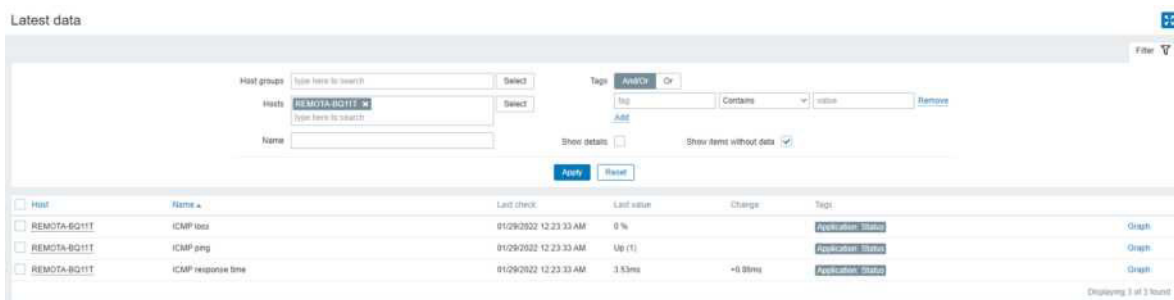 Latest data
Filter
Host groups type here to search Select Tags And/Or Or
Hosts REMOTA-BQ11T × Select tag Contains value Remove
type here to search Add
Name Show details Show items without data
Apply Reset
Host Name Last check Last value Change Tags
REMOTA-BQ11T ICMP loss 01/29/2022 12:23:33 AM 0 % Application: Status Graph
REMOTA-BQ11T ICMP ping 01/29/2022 12:23:33 AM Up (1) Application: Status Graph
REMOTA-BQ11T ICMP response time 01/29/2022 12:23:33 AM 3.53ms Application: Status Graph
Displaying 3 of 3 found